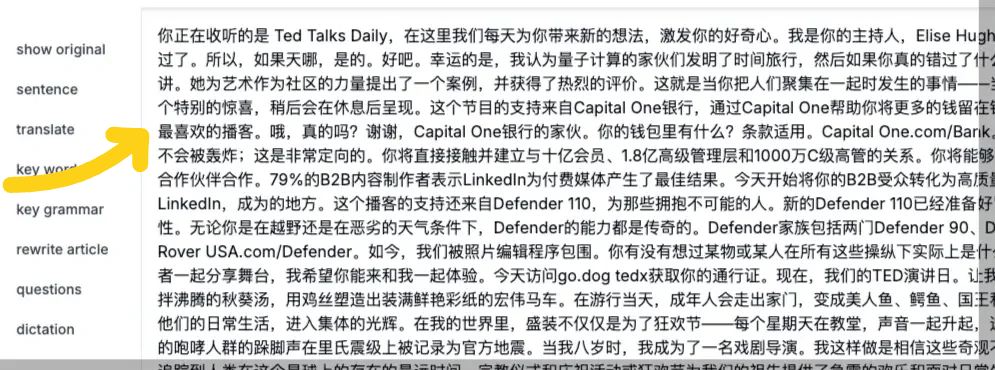 show original
sentence
translate
key word
key grammar
rewrite article
questions
dictation
你正在收听的是 Ted Talks Daily，在这里我们每天为你带来新的想法，激发你的好奇心。我是你的主持人，Elise Hugh
过了。所以，如果天哪，是的。好吧。幸运的是，我认为量子计算的家伙们发明了时间旅行，然后如果你真的错过了什么
讲。她为艺术作为社区的力量提出了一个案例，并获得了热烈的评价。这就是当你把人们聚集在一起时发生的事情——当
个特别的惊喜，稍后会在休息后呈现。这个节目的支持来自Capital One银行，通过Capital One帮助你将更多的钱留在钱
最喜欢的播客。哦，真的吗？谢谢，Capital One银行的家伙。你的钱包里有什么？条款适用。Capital One.com/Bank。
不会被轰炸；这是非常定向的。你将直接接触并建立与十亿会员、1.8亿高级管理层和1000万C级高管的关系。你将能够
合作伙伴合作。79%的B2B内容制作者表示LinkedIn为付费媒体产生了最佳结果。今天开始将你的B2B受众转化为高质量
LinkedIn，成为的地方。这个播客的支持还来自Defender 110，为那些拥抱不可能的人。新的Defender 110已经准备好
性。无论你是在越野还是在恶劣的天气条件下，Defender的能力都是传奇的。Defender家族包括两门Defender 90、D
Rover USA.com/Defender。如今，我们被照片编辑程序包围。你有没有想过某物或某人在所有这些操纵下实际上是什
者一起分享舞台，我希望你能来和我一起体验。今天访问go.dog tedx获取你的通行证。现在，我们的TED演讲日。让我
拌沸腾的秋葵汤，用鸡丝塑造出装满鲜艳彩纸的宏伟马车。在游行当天，成年人会走出家门，变成美人鱼、鳄鱼、国王和
他们的日常生活，进入集体的光辉。在我的世界里，盛装不仅仅是为了狂欢节——每个星期天在教堂，声音一起升起，
的咆哮人群的跺脚声在里氏震级上被记录为官方地震。当我八岁时，我成为了一名戏剧导演。我这样做是相信这些奇观不